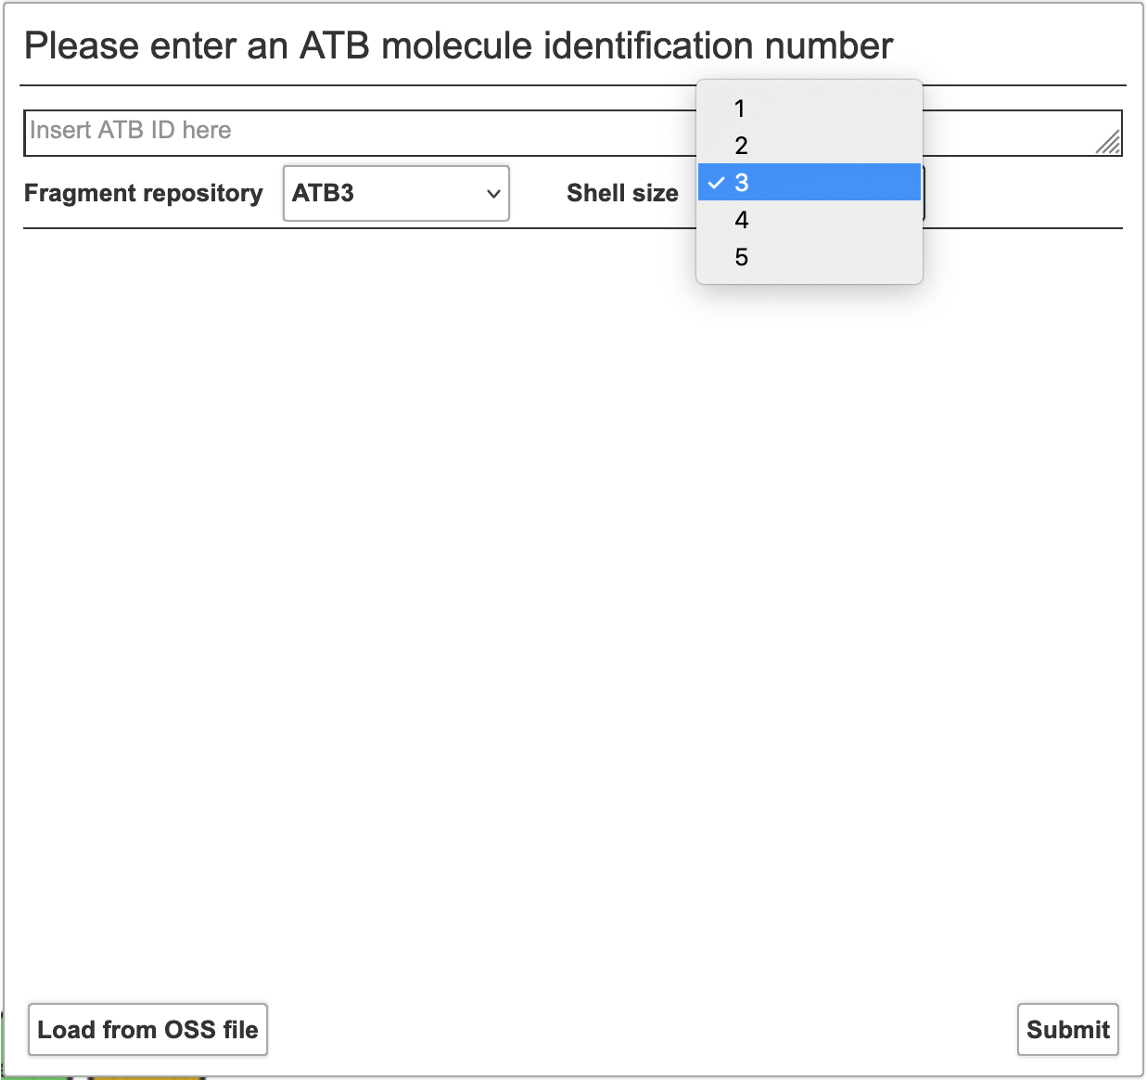 Please enter an ATB molecule identification number
Insert ATB ID here
Fragment repository ATB3 Shell size
1
2
✓ 3
4
5
Load from OSS file Submit